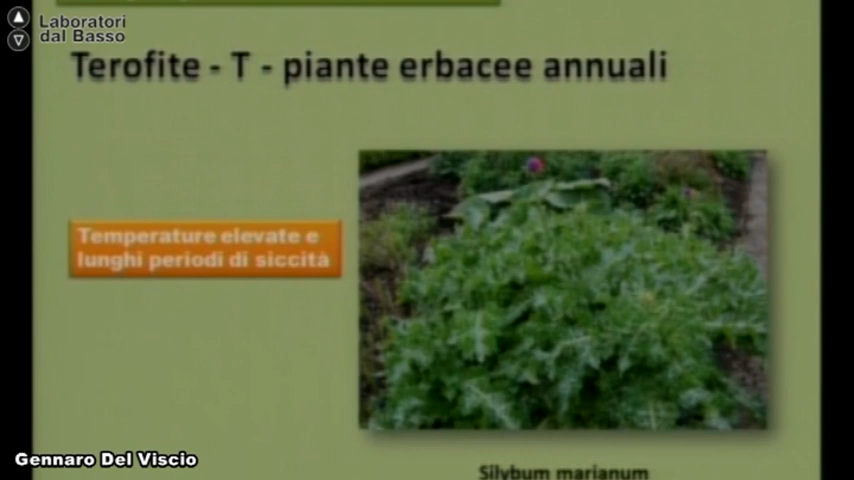 Laboratori
dal Basso
Terofite - T - piante erbacee annuali
Temperature elevate e
lunghi periodi di siccità
Gennaro Del Viscio
Silybum marianum